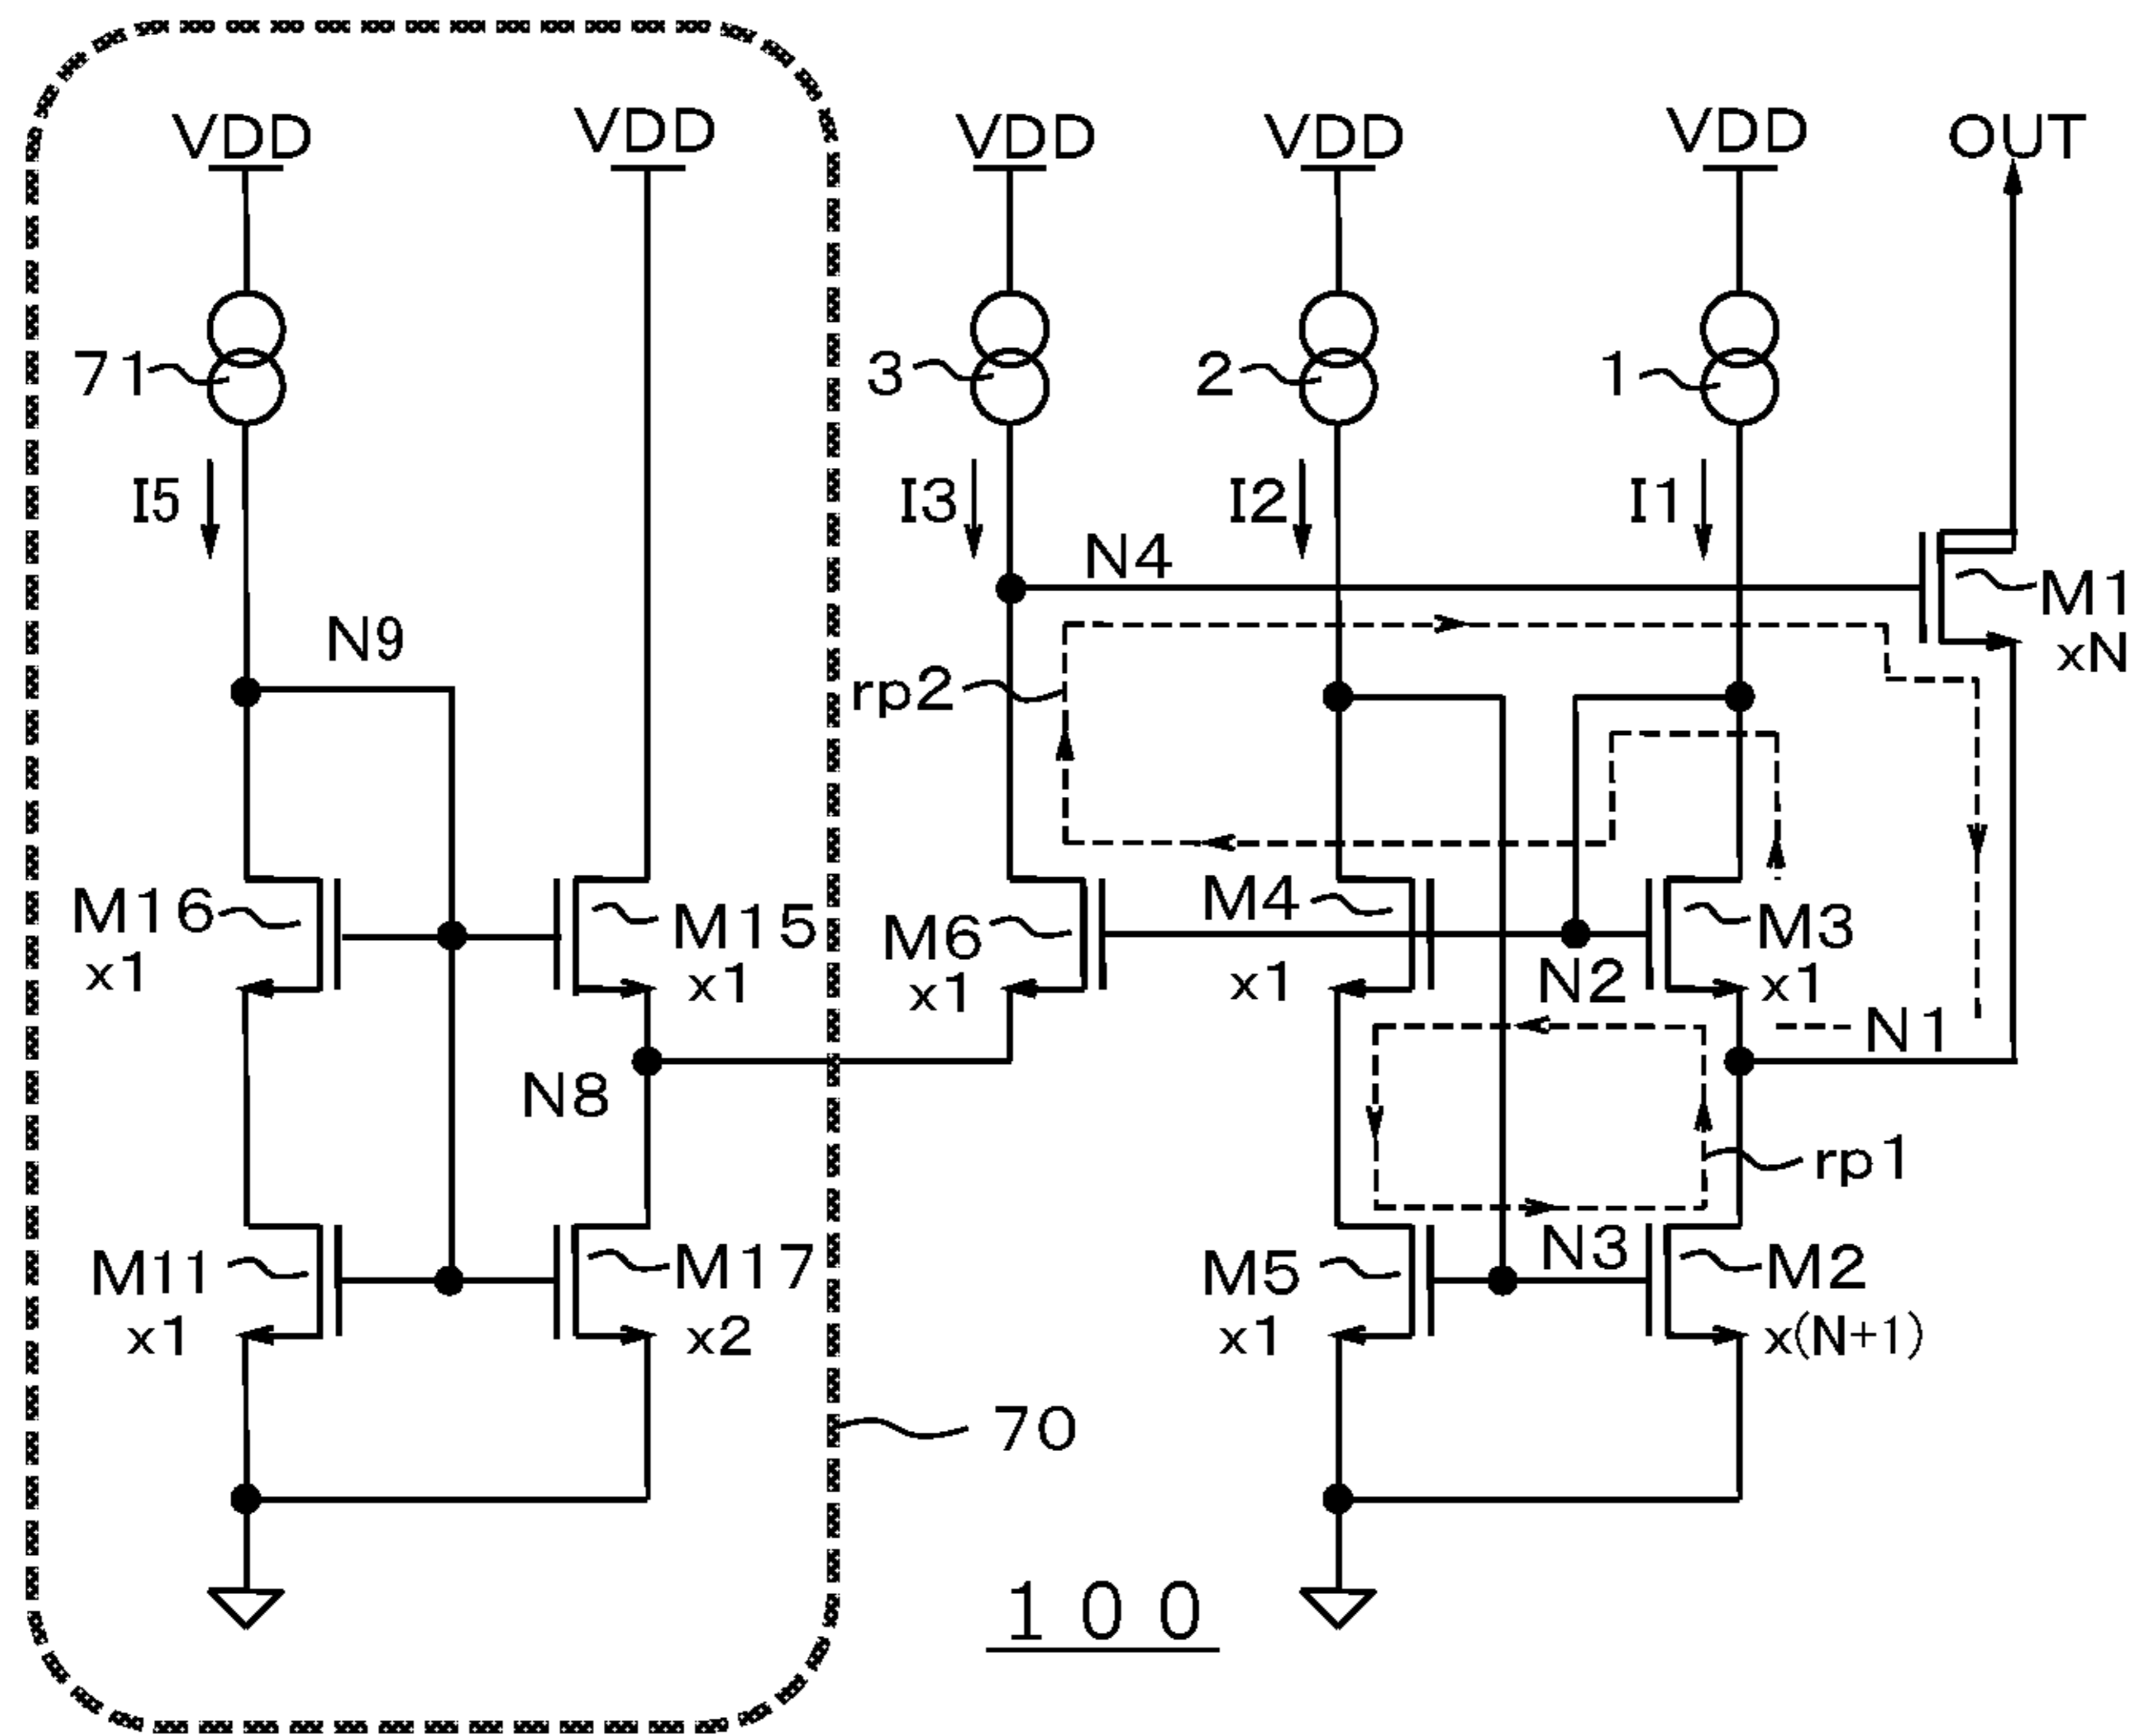 VDD
VDD
VDD
VDD
VDD
OUT
71
3
2
1
I5
I3
I2
I1
N4
M1
xN
N9
rp2
M16
x1
M15
x1
M6
x1
M4
x1
N2
M3
x1
N1
N8
rp1
M11
x1
M17
x2
M5
x1
N3
M2
x(N+1)
70
100